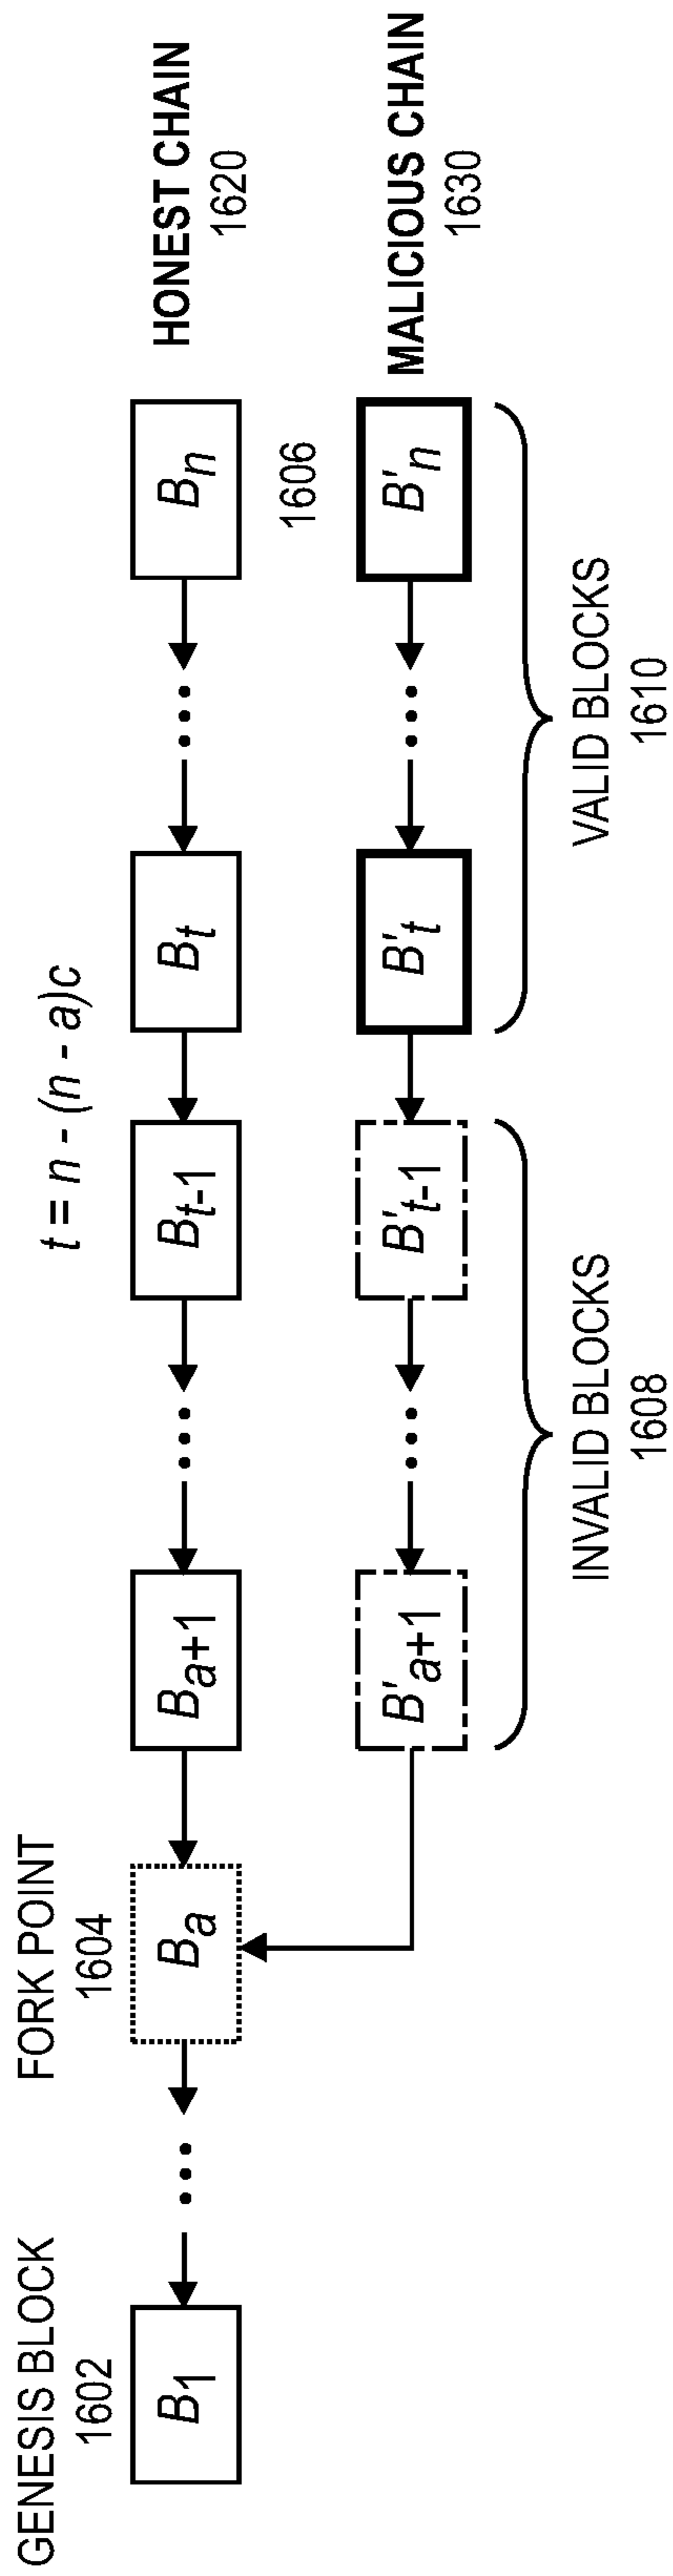 GENESIS BLOCK
1602
FORK POINT
1604
t = n - (n - a)c
B1
...
Ba
Ba+1
...
Bt-1
Bt
...
Bn
HONEST CHAIN
1620
1606
B'a+1
...
B't-1
B't
...
B'n
MALICIOUS CHAIN
1630
INVALID BLOCKS
1608
VALID BLOCKS
1610